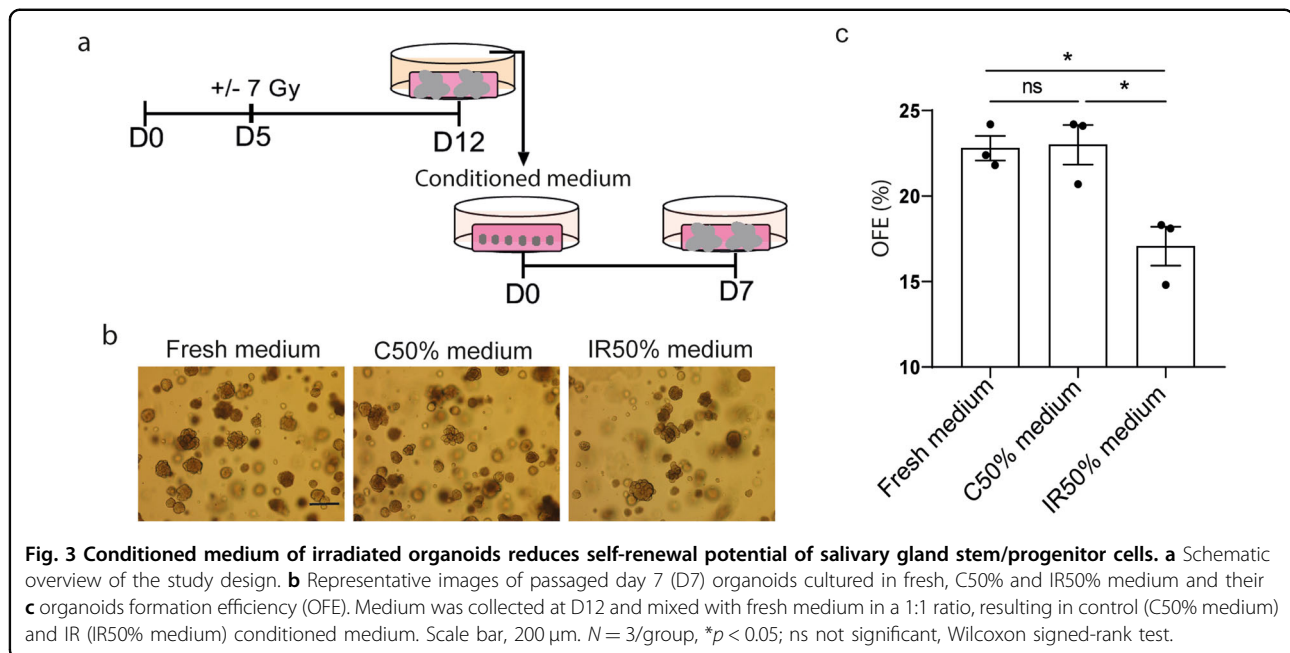 a
+/- 7 Gy
D0
D5
D12
Conditioned medium
D0
D7
b
Fresh medium
C50% medium
IR50% medium
c
*
ns
*
25
20
15
10
OFE (%)
Fresh medium
C50% medium
IR50% medium
Fig. 3 Conditioned medium of irradiated organoids reduces self-renewal potential of salivary gland stem/progenitor cells. a Schematic
overview of the study design. b Representative images of passaged day 7 (D7) organoids cultured in fresh, C50% and IR50% medium and their
c organoids formation efficiency (OFE). Medium was collected at D12 and mixed with fresh medium in a 1:1 ratio, resulting in control (C50% medium)
and IR (IR50% medium) conditioned medium. Scale bar, 200 μm. N = 3/group, *p < 0.05; ns not significant, Wilcoxon signed-rank test.